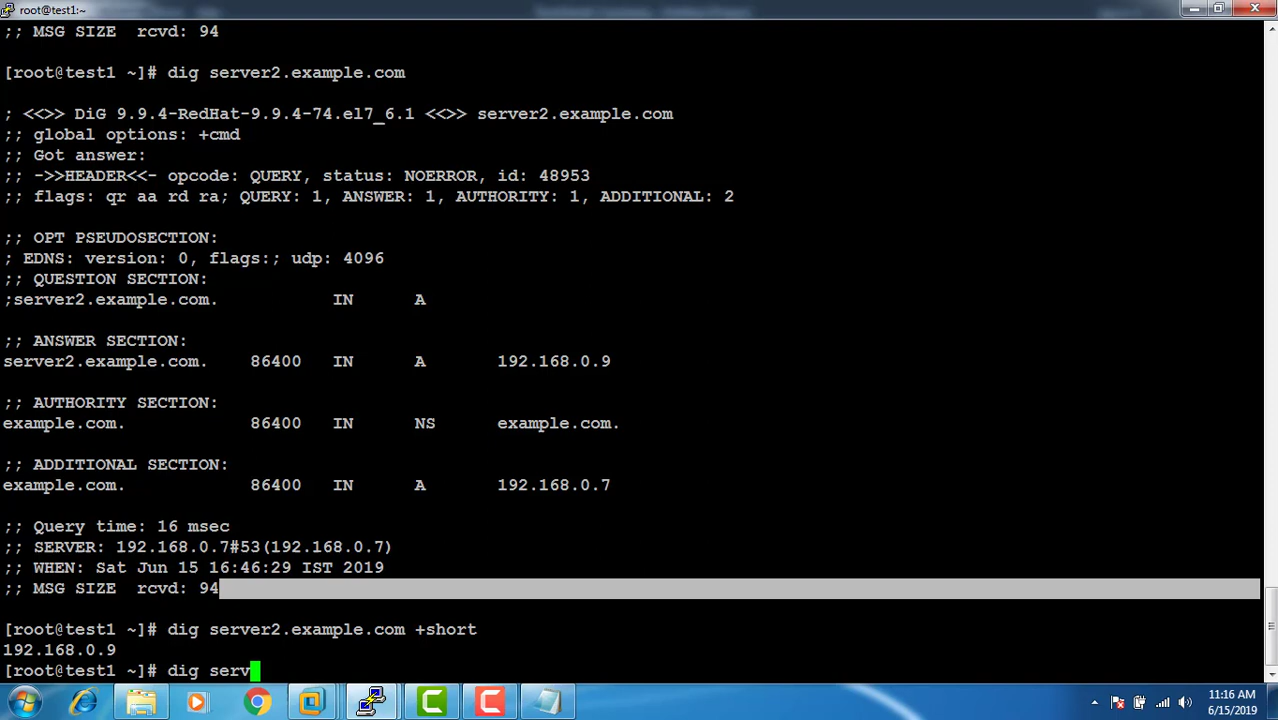 root@test1:~
;; MSG SIZE  rcvd: 94
[root@test1 ~]# dig server2.example.com
; <<>> DiG 9.9.4-RedHat-9.9.4-74.el7_6.1 <<>> server2.example.com
;; global options: +cmd
;; Got answer:
;; ->>HEADER<<- opcode: QUERY, status: NOERROR, id: 48953
;; flags: qr aa rd ra; QUERY: 1, ANSWER: 1, AUTHORITY: 1, ADDITIONAL: 2
;; OPT PSEUDOSECTION:
; EDNS: version: 0, flags:; udp: 4096
;; QUESTION SECTION:
;server2.example.com.           IN      A
;; ANSWER SECTION:
server2.example.com.    86400   IN      A       192.168.0.9
;; AUTHORITY SECTION:
example.com.            86400   IN      NS      example.com.
;; ADDITIONAL SECTION:
example.com.            86400   IN      A       192.168.0.7
;; Query time: 16 msec
;; SERVER: 192.168.0.7#53(192.168.0.7)
;; WHEN: Sat Jun 15 16:46:29 IST 2019
;; MSG SIZE  rcvd: 94
[root@test1 ~]# dig server2.example.com +short
192.168.0.9
[root@test1 ~]# dig serv
11:16 AM
6/15/2019